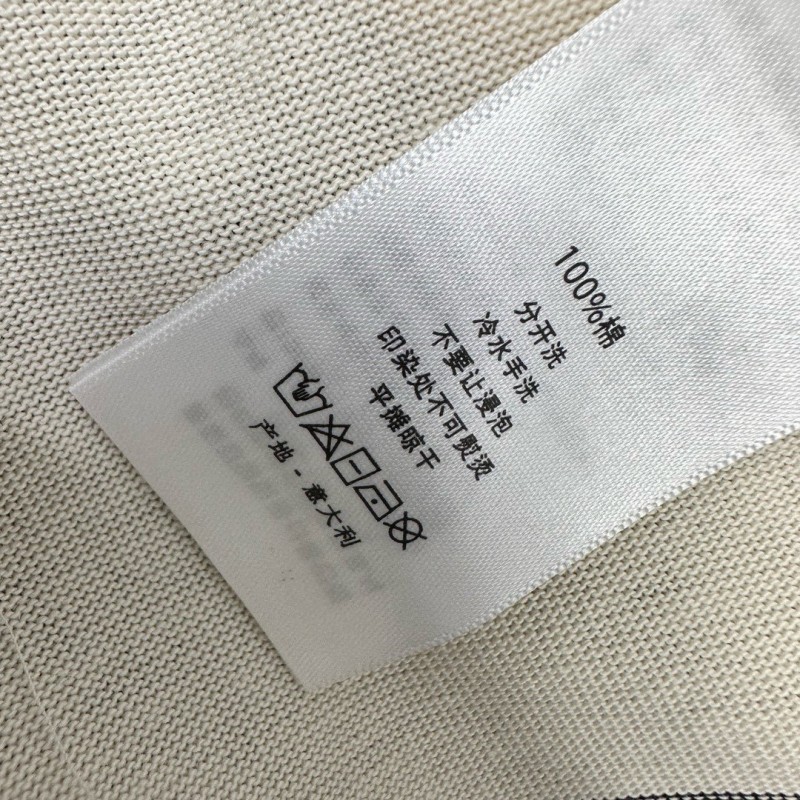 100%棉
分开洗
冷水手洗
不要让漫泡
印染处不可熨烫
平摊晾干
产地-意大利